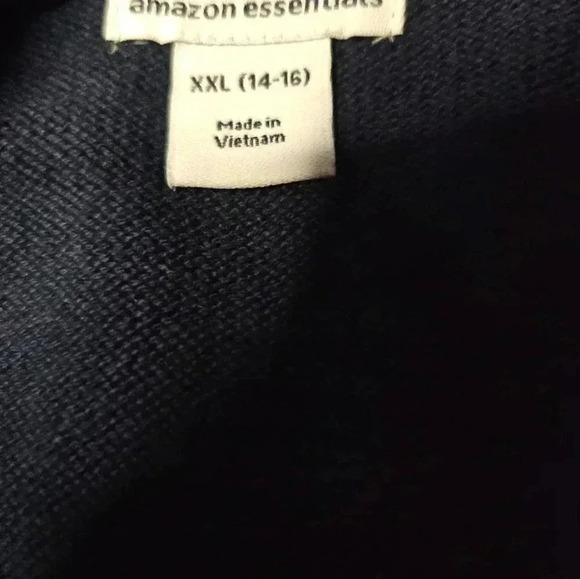 amazon essentials
XXL (14-16)
Made in
Vietnam